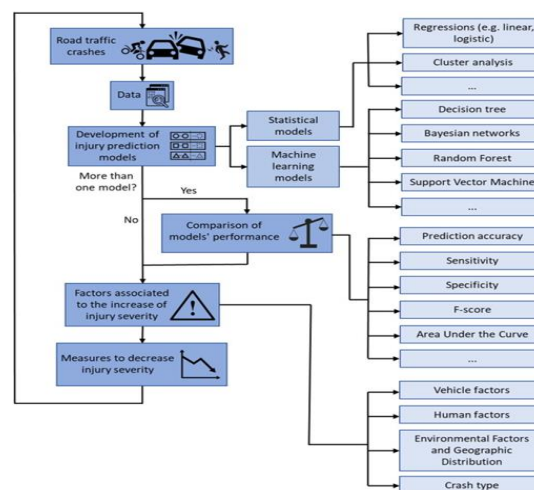 Road traffic
crashes
Data
Development of
injury prediction
models
More than
one model?
Yes
No
Comparison of
models' performance
Factors associated
to the increase of
injury severity
Measures to decrease
injury severity
Statistical
models
Machine
learning
models
Regressions (e.g. linear,
logistic)
Cluster analysis
...
Decision tree
Bayesian networks
Random Forest
Support Vector Machine
...
Prediction accuracy
Sensitivity
Specificity
F-score
Area Under the Curve
...
Vehicle factors
Human factors
Environmental Factors
and Geographic
Distribution
Crash type